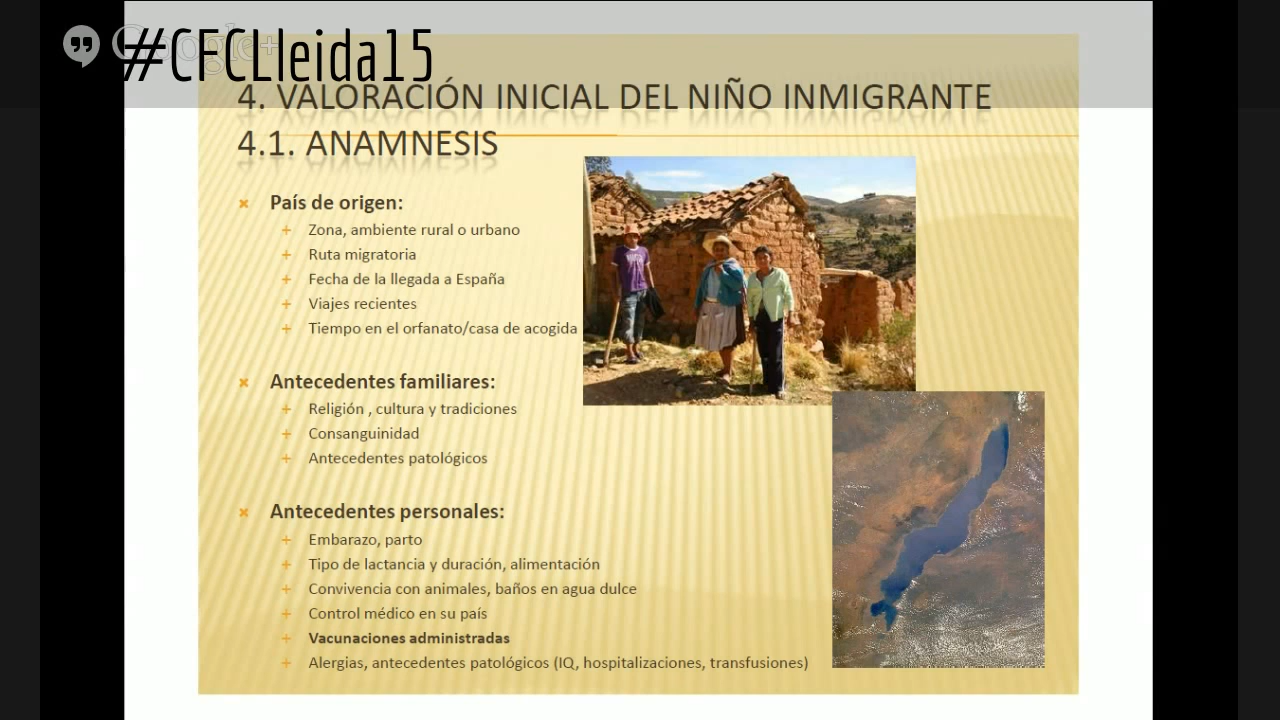 Google+
#CFCLleida15
4. VALORACIÓN INICIAL DEL NIÑO INMIGRANTE
4.1. ANAMNESIS
País de origen:
Zona, ambiente rural o urbano
Ruta migratoria
Fecha de la llegada a España
Viajes recientes
Tiempo en el orfanato/casa de acogida
Antecedentes familiares:
Religión , cultura y tradiciones
Consanguinidad
Antecedentes patológicos
Antecedentes personales:
Embarazo, parto
Tipo de lactancia y duración, alimentación
Convivencia con animales, baños en agua dulce
Control médico en su país
Vacunaciones administradas
Alergias, antecedentes patológicos (IQ, hospitalizaciones, transfusiones)